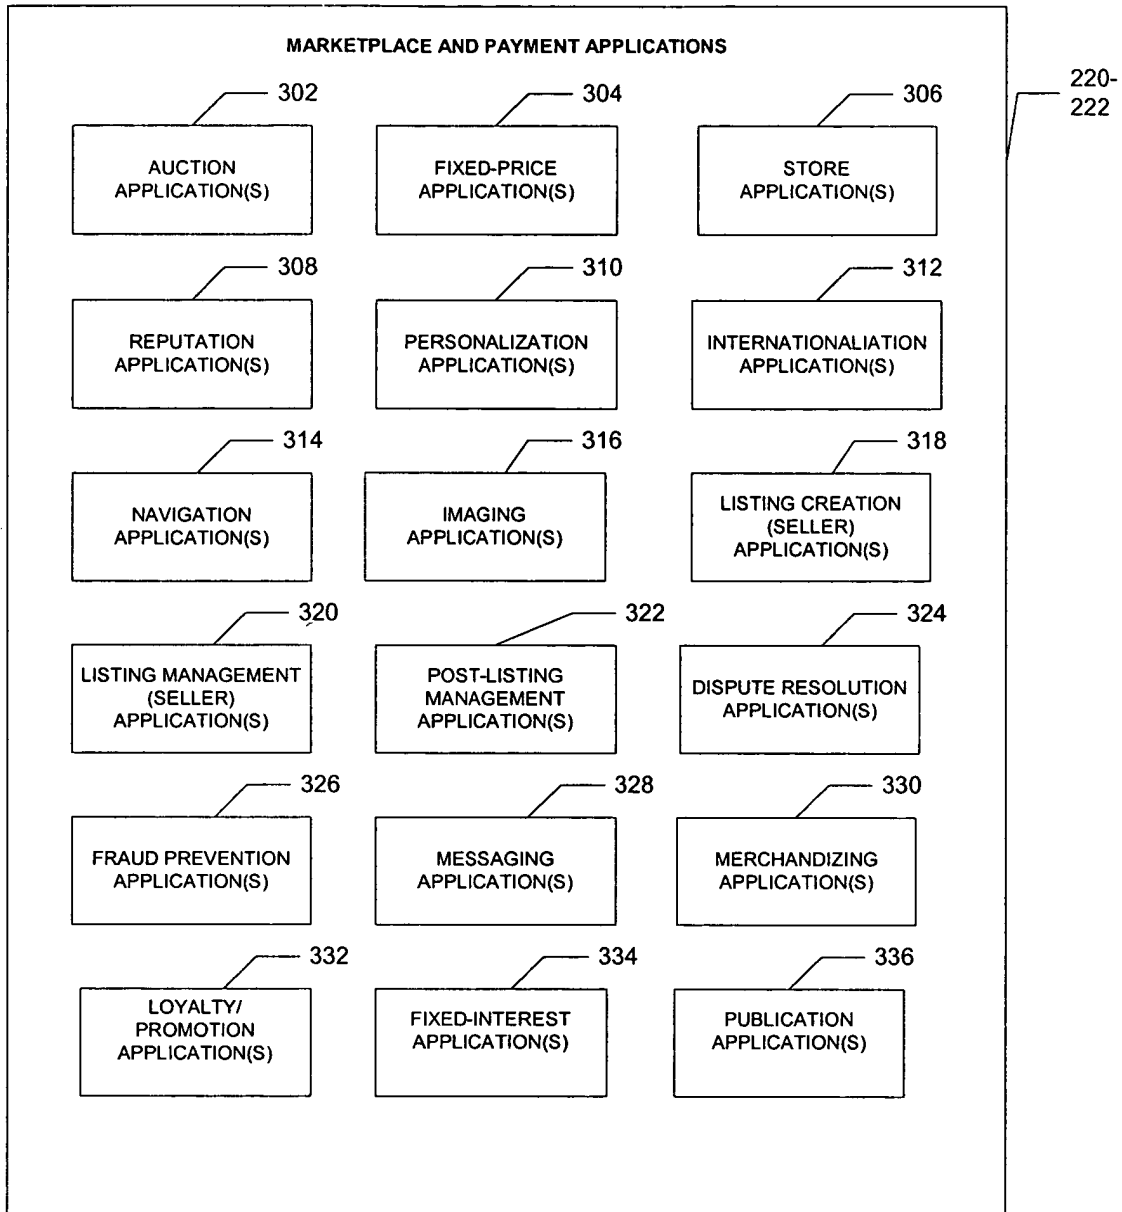 MARKETPLACE AND PAYMENT APPLICATIONS
220-
222
302
AUCTION
APPLICATION(S)
304
FIXED-PRICE
APPLICATION(S)
306
STORE
APPLICATION(S)
308
REPUTATION
APPLICATION(S)
310
PERSONALIZATION
APPLICATION(S)
312
INTERNATIONALIATION
APPLICATION(S)
314
NAVIGATION
APPLICATION(S)
316
IMAGING
APPLICATION(S)
318
LISTING CREATION
(SELLER)
APPLICATION(S)
320
LISTING MANAGEMENT
(SELLER)
APPLICATION(S)
322
POST-LISTING
MANAGEMENT
APPLICATION(S)
324
DISPUTE RESOLUTION
APPLICATION(S)
326
FRAUD PREVENTION
APPLICATION(S)
328
MESSAGING
APPLICATION(S)
330
MERCHANDIZING
APPLICATION(S)
332
LOYALTY/
PROMOTION
APPLICATION(S)
334
FIXED-INTEREST
APPLICATION(S)
336
PUBLICATION
APPLICATION(S)